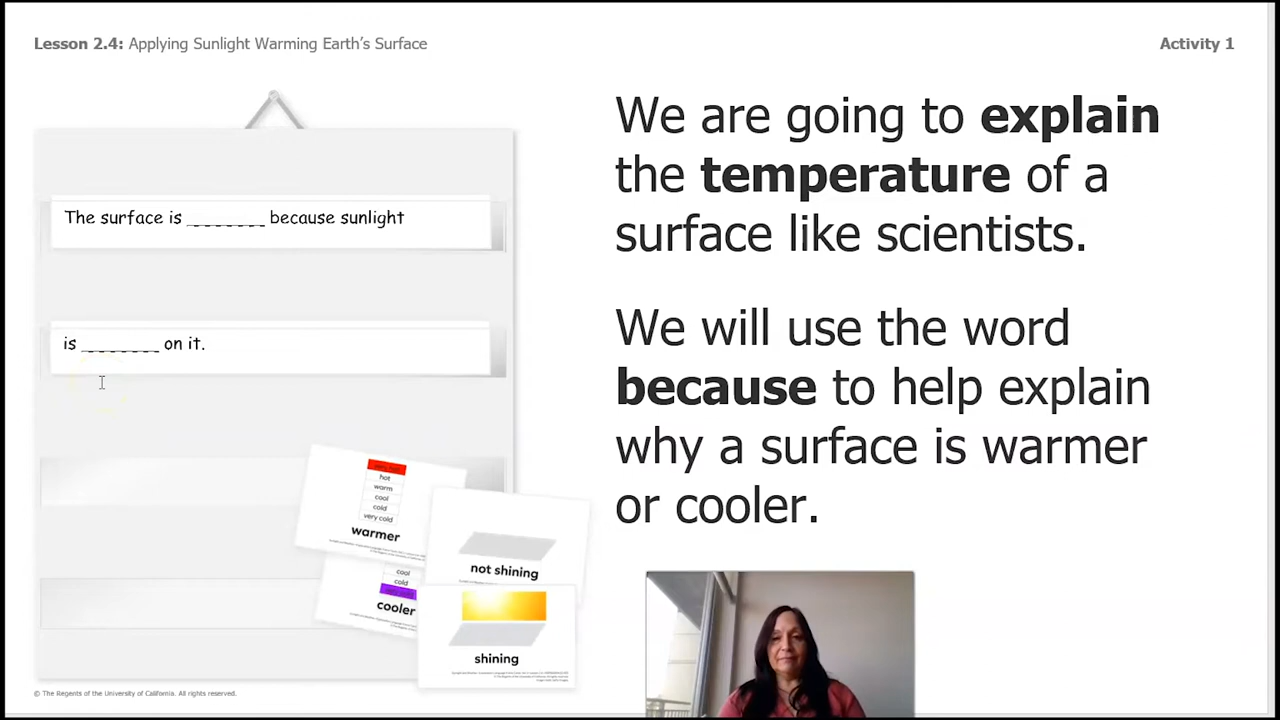 Lesson 2.4: Applying Sunlight Warming Earth's Surface
Activity 1
The surface is ________ because sunlight
is ________ on it.
hot
warm
cool
cold
very cold
warmer
not shining
cool
cold
cooler
shining
We are going to explain
the temperature of a
surface like scientists.
We will use the word
because to help explain
why a surface is warmer
or cooler.
© The Regents of the University of California. All rights reserved.